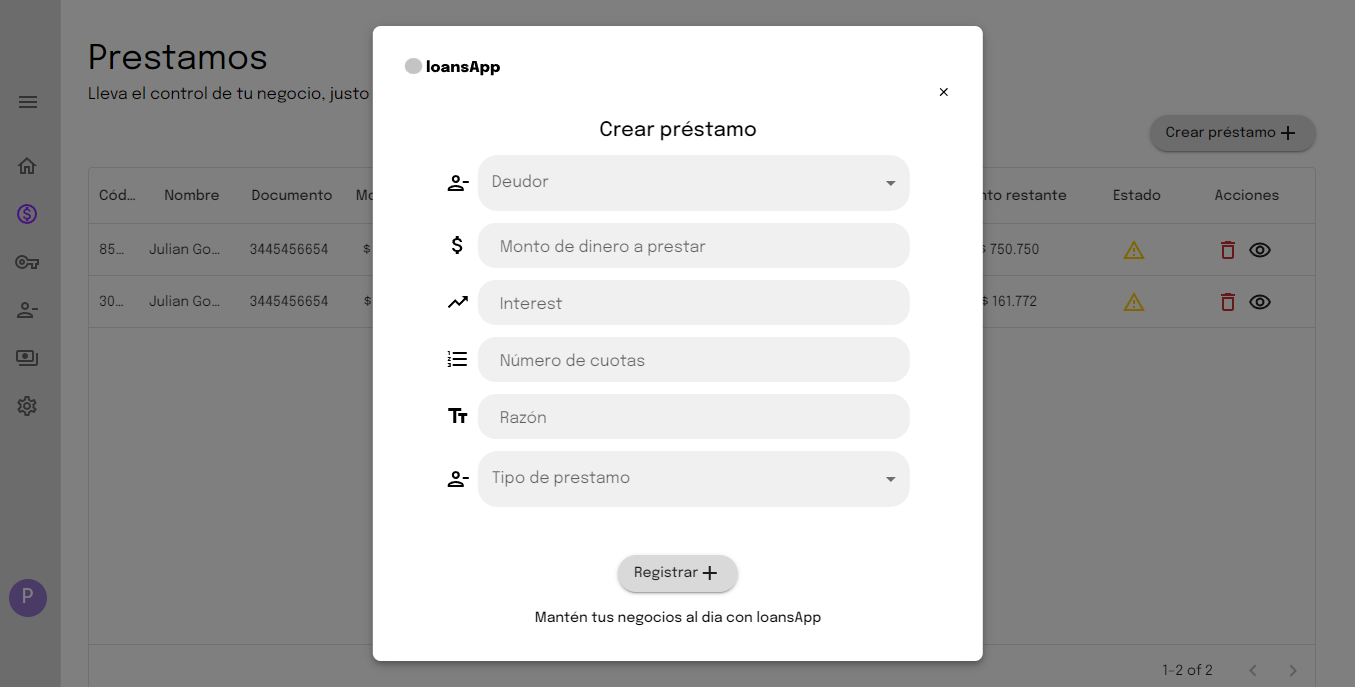 Prestamos
Lleva el control de tu negocio, justo
Crear préstamo
Cód... Nombre Documento restante Estado Acciones
85... Julian Go... 3445456654 $ $ 750.750
30... Julian Go... 3445456654 $ $ 161.772
P
1–2 of 2
loansApp
×
Crear préstamo
Deudor
$ Monto de dinero a prestar
Interest
Número de cuotas
Tт Razón
Tipo de prestamo
Registrar
Mantén tus negocios al dia con loansApp